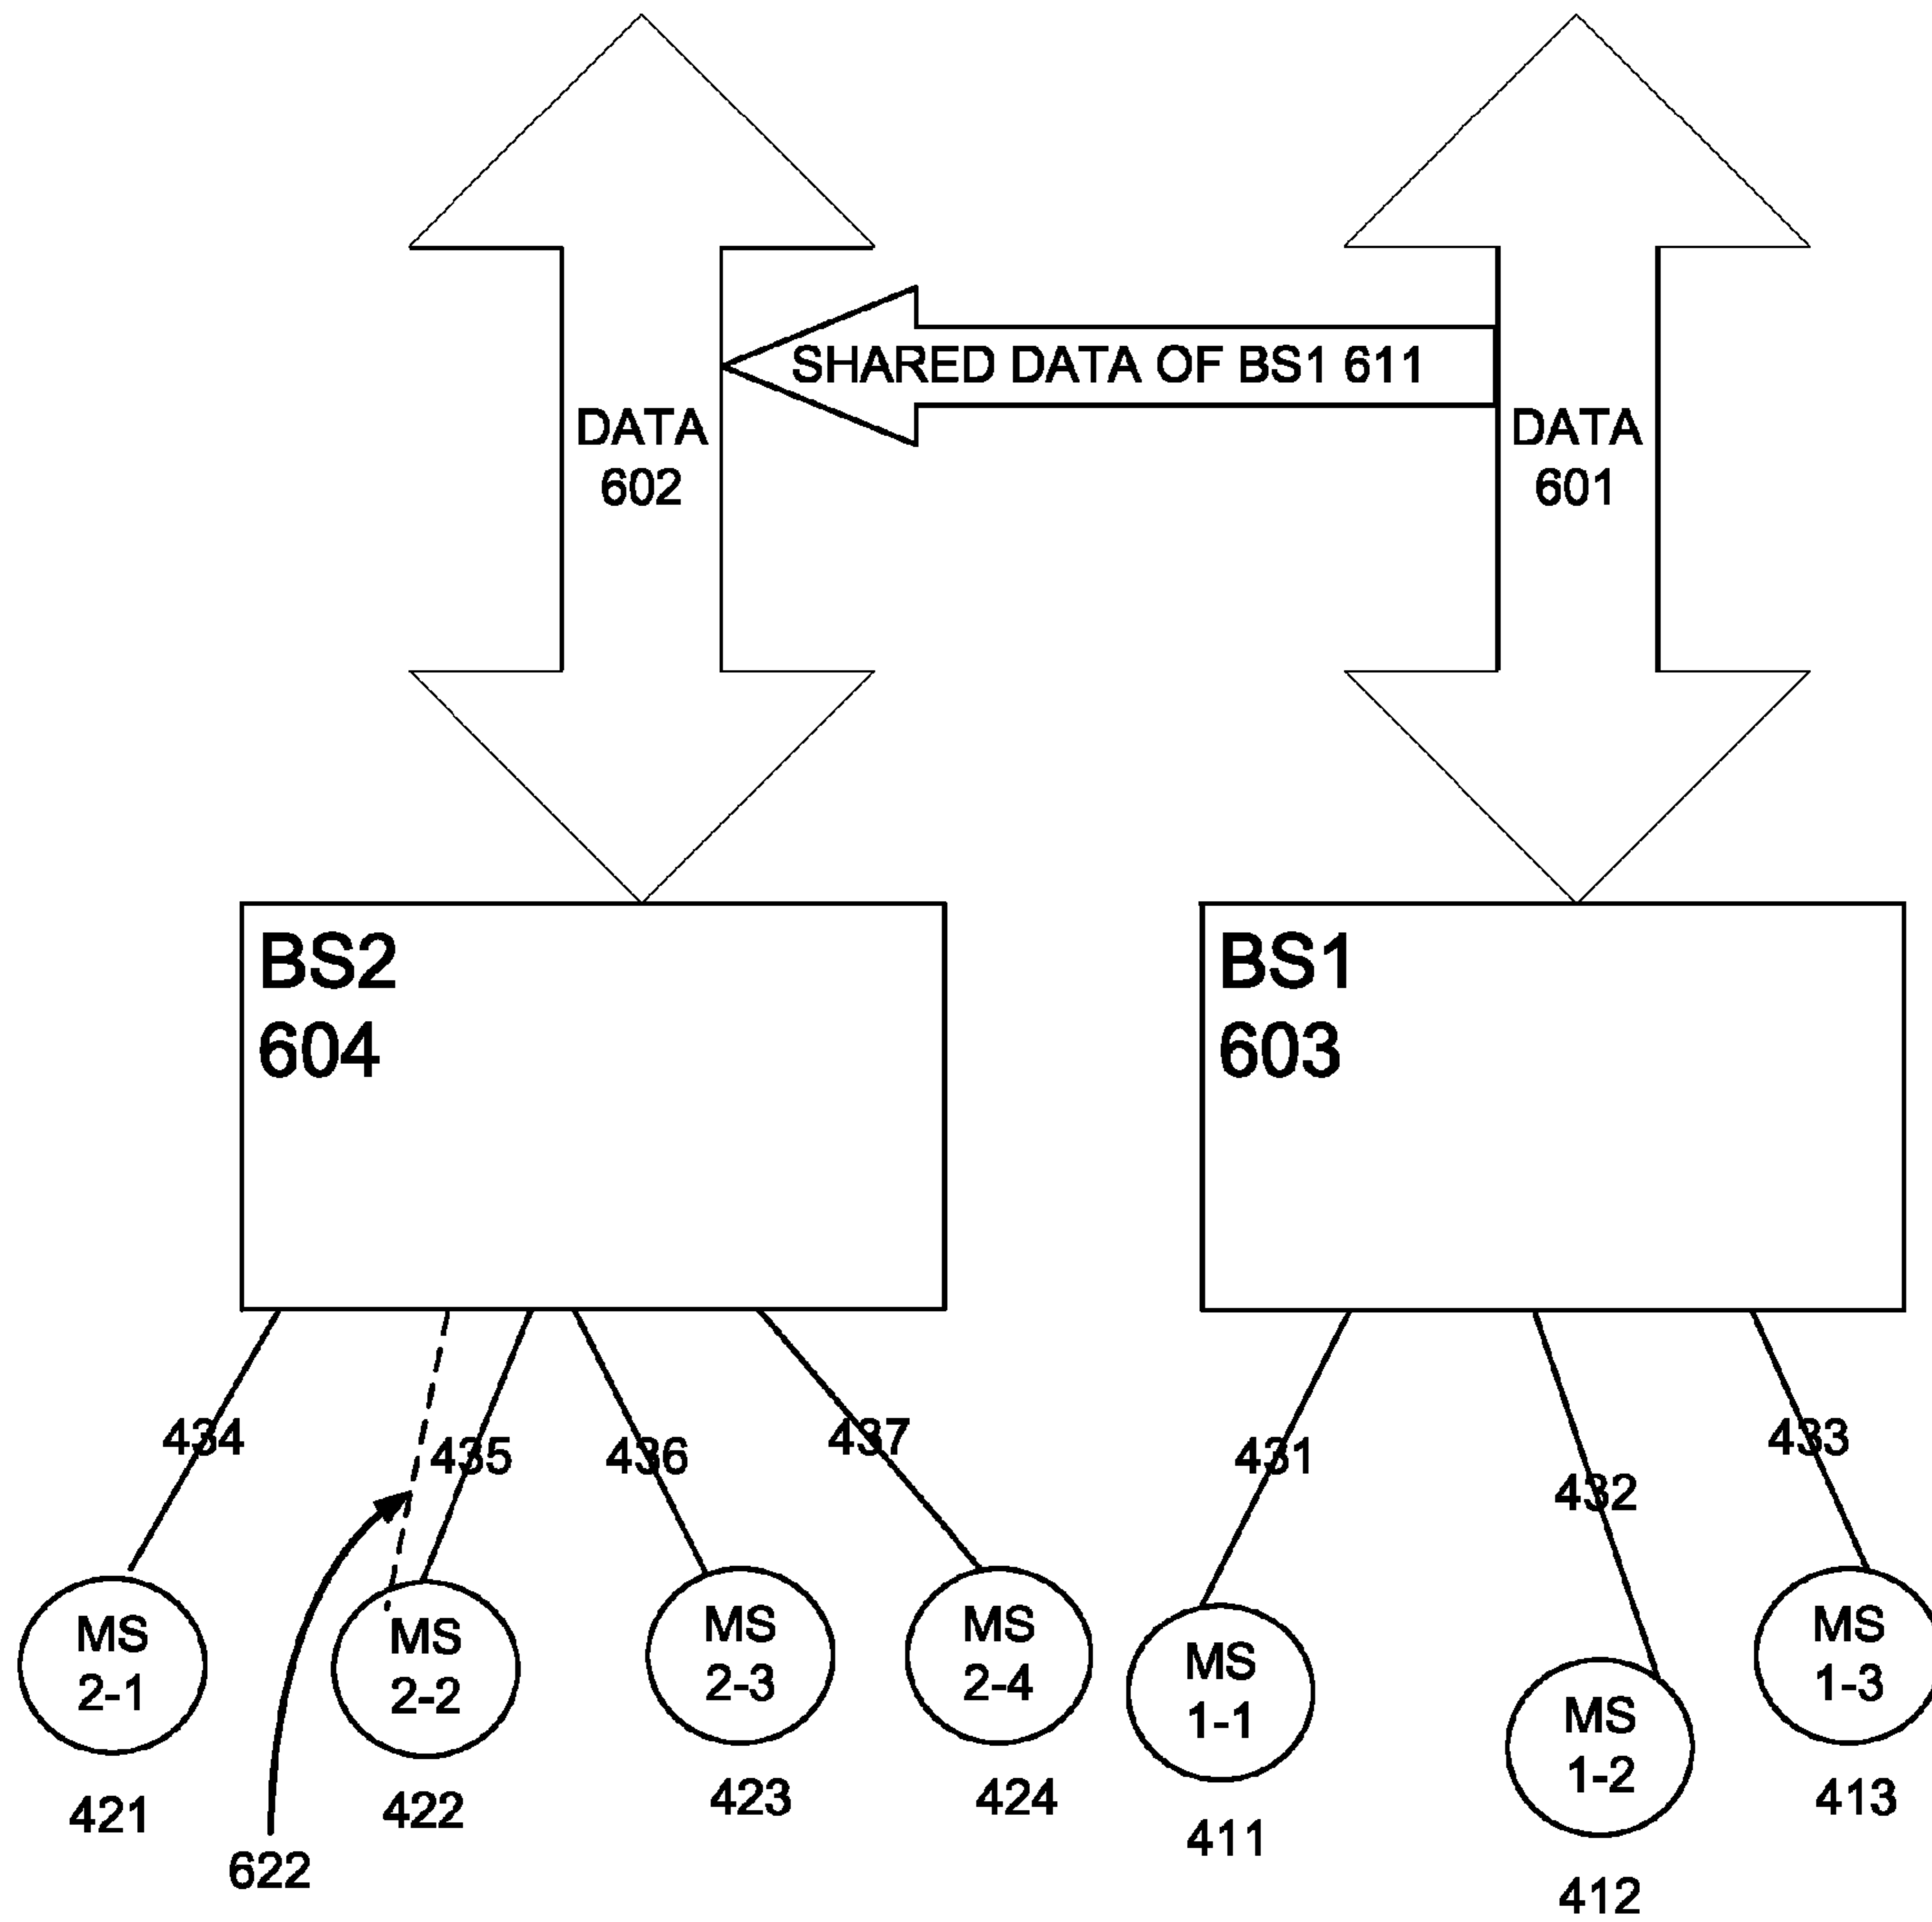 SHARED DATA OF BS1 611
DATA
602
DATA
601
BS2
604
BS1
603
434
435
436
437
431
432
433
MS
2-1
MS
2-2
MS
2-3
MS
2-4
MS
1-1
MS
1-2
MS
1-3
421
422
423
424
411
412
413
622